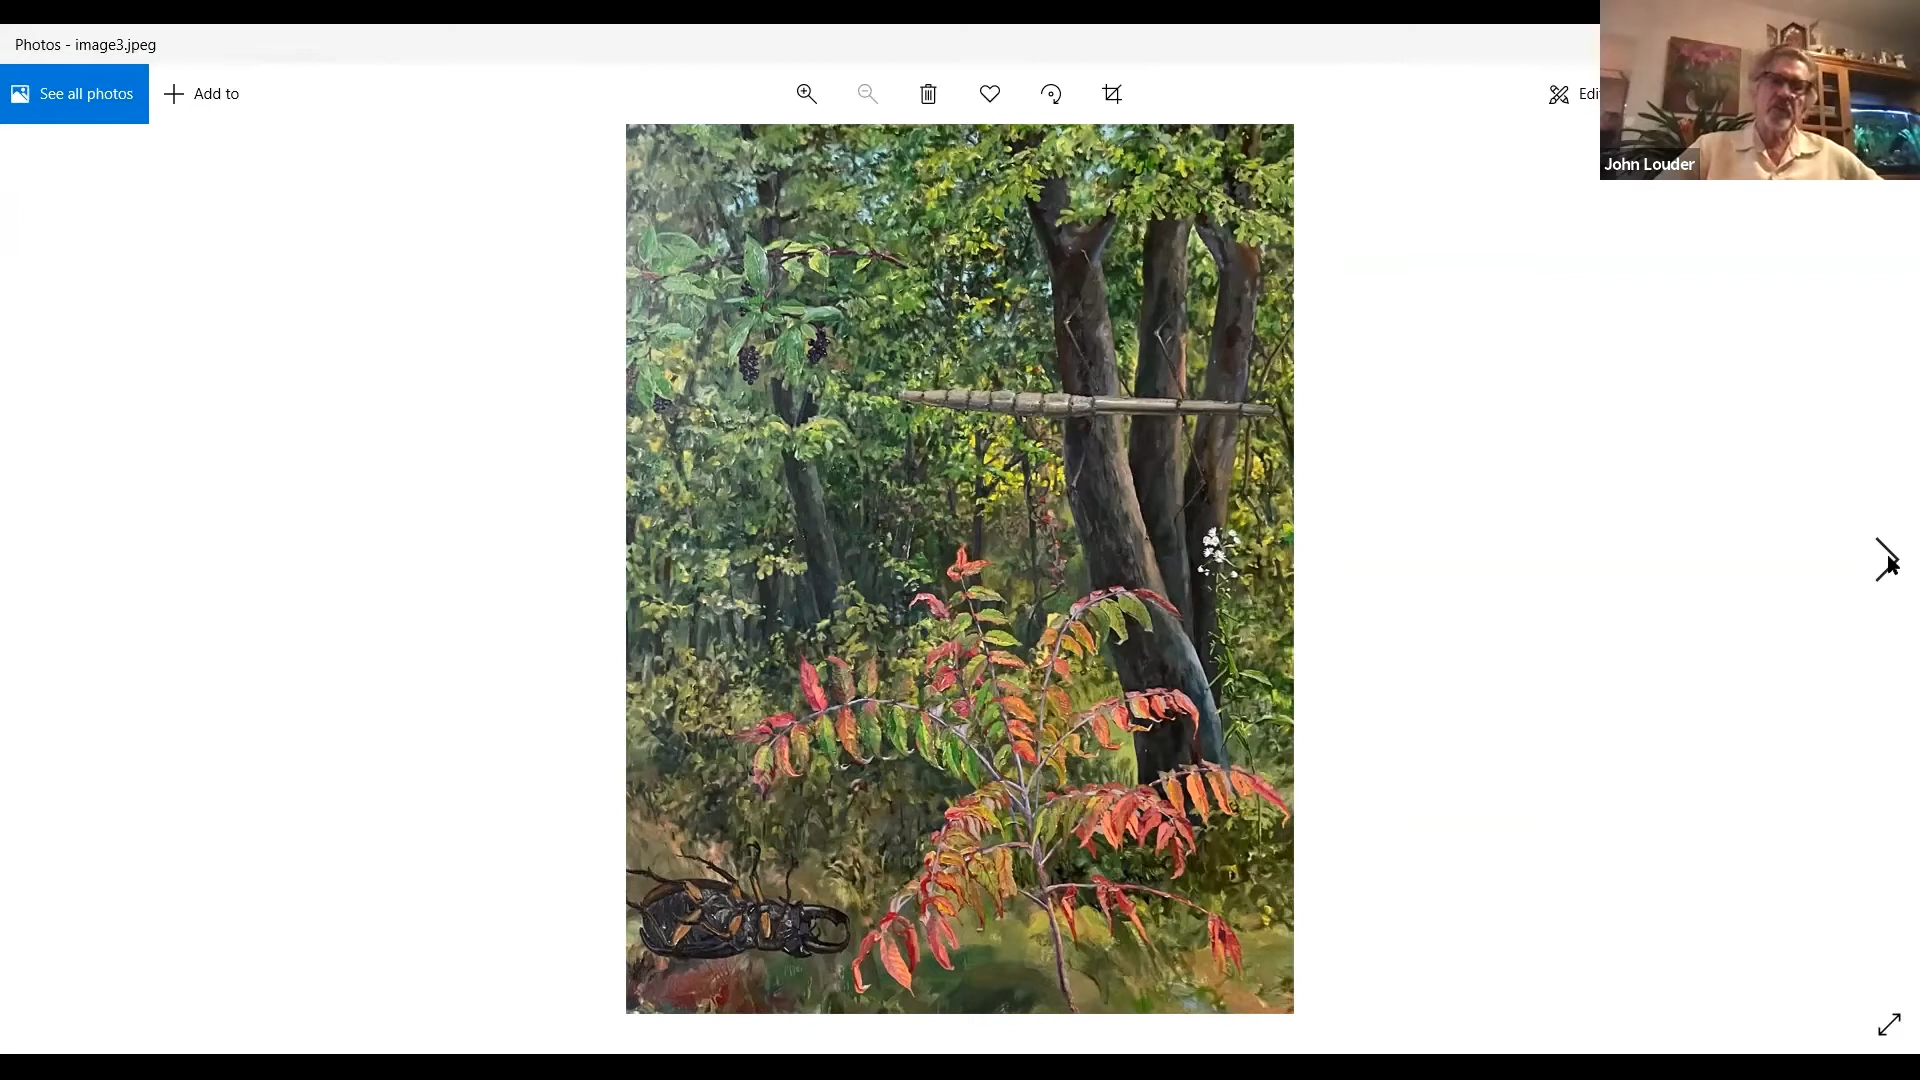 Photos - image3.jpeg
See all photos
Add to
Edi
John Louder